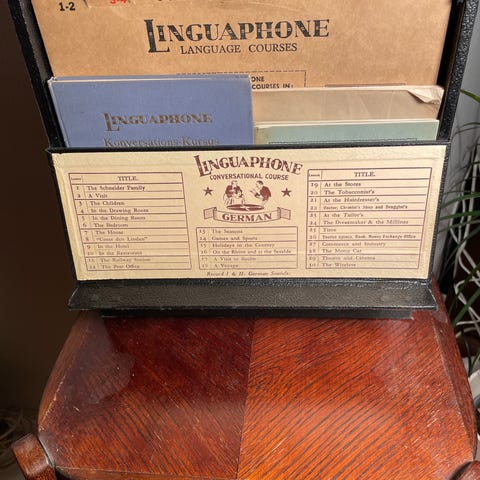 1-2
LINGUAPHONE
LANGUAGE COURSES
COURSES IN:
LINGUAPHONE
Konversations-Kursus
LINGUAPHONE
CONVERSATIONAL COURSE
GERMAN
TITLE.
1 The Schneider Family
2 A Visit
3 The Children
4 In the Drawing Room
5 In the Dining Room
6 The Bedroom
7 The House
8 "Unter den Linden"
9 In the Hotel
10 In the Restaurant
11 The Railway Station
12 The Post Office
13 The Seasons
14 Games and Sports
15 Holidays in the Country
16 On the Rhine and at the Seaside
17 A Visit to Berlin
18 A Voyage
Record I & II: German Sounds
TITLE.
19 At the Stores
20 The Tobacconist's
21 At the Hairdresser's
22 Doctor, Chemist's Shop and Druggist's
23 At the Tailor's
24 The Dressmaker & the Milliner
25 Time
26 Tourist Agency, Bank, Money Exchange Office
27 Commerce and Industry
28 The Motor Car
29 Theatre and Cinema
30 The Wireless